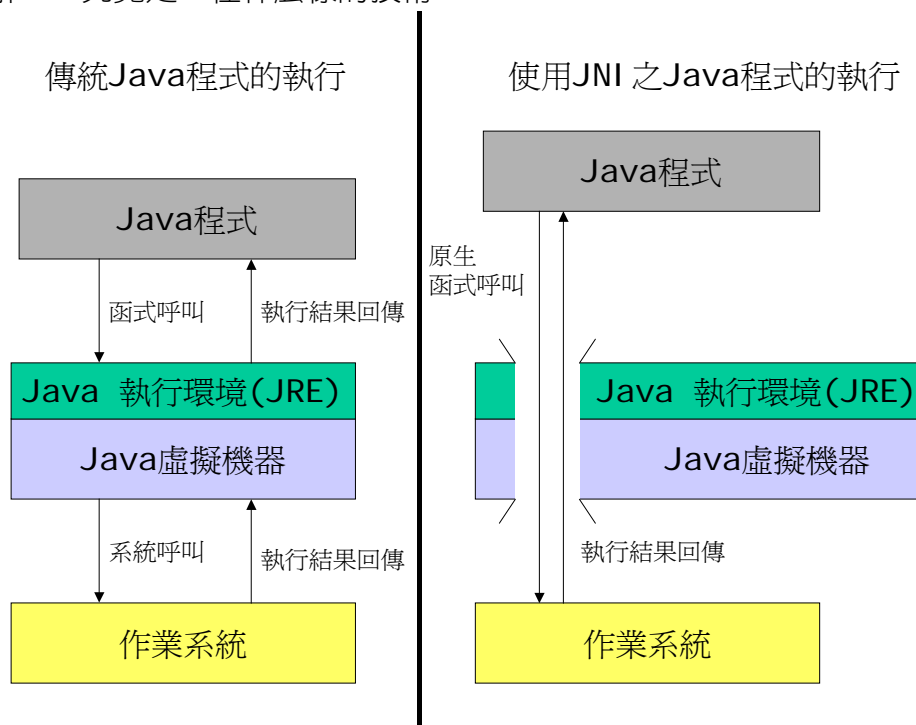 傳統Java程式的執行
Java程式
函式呼叫
執行結果回傳
Java 執行環境(JRE)
Java虛擬機器
系統呼叫
執行結果回傳
作業系統
使用JNI 之Java程式的執行
Java程式
原生
函式呼叫
Java 執行環境(JRE)
Java虛擬機器
執行結果回傳
作業系統